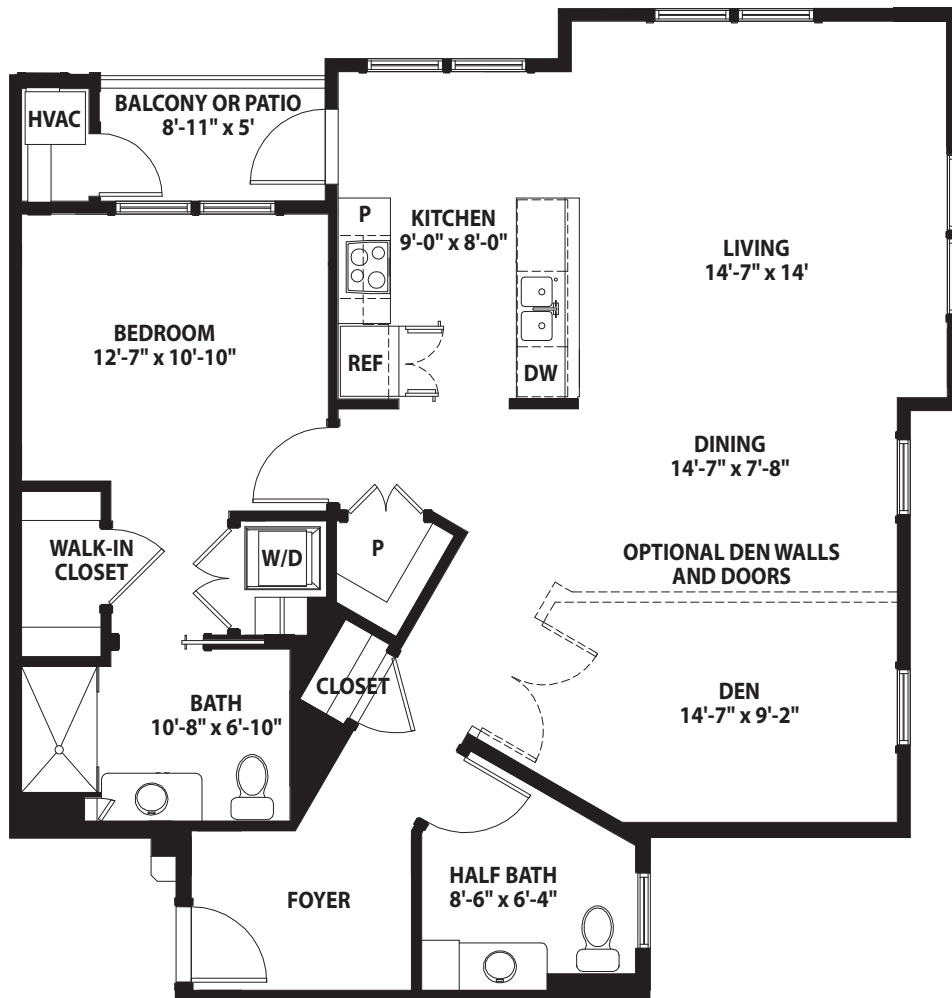 HVAC
BALCONY OR PATIO
8'-11" x 5'
P
KITCHEN
9'-0" x 8'-0"
LIVING
14'-7" x 14'
BEDROOM
12'-7" x 10'-10"
REF
DW
DINING
14'-7" x 7'-8"
WALK-IN
CLOSET
W/D
P
OPTIONAL DEN WALLS
AND DOORS
CLOSET
BATH
10'-8" x 6'-10"
DEN
14'-7" x 9'-2"
FOYER
HALF BATH
8'-6" x 6'-4"